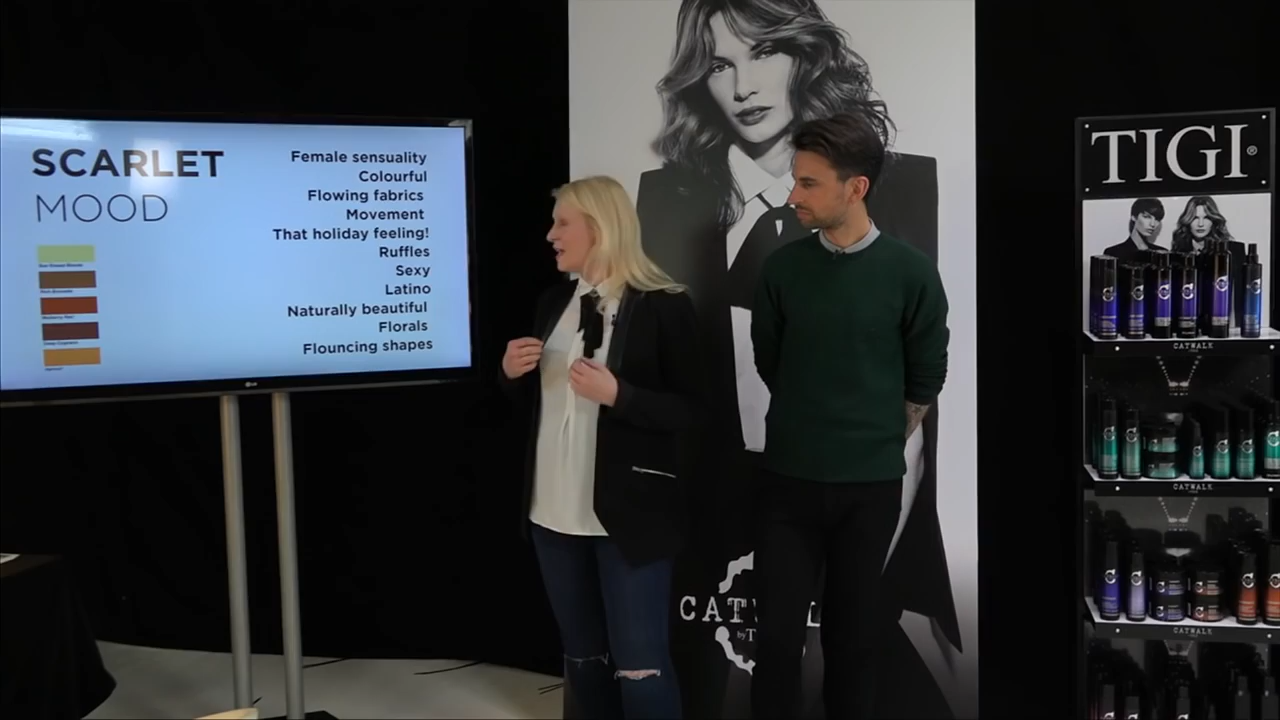 SCARLET
MOOD
Female sensuality
Colourful
Flowing fabrics
Movement
That holiday feeling!
Ruffles
Sexy
Latino
Naturally beautiful
Florals
Flouncing shapes
LG
TIGI®
CATWALK
CATWALK
CATWALK